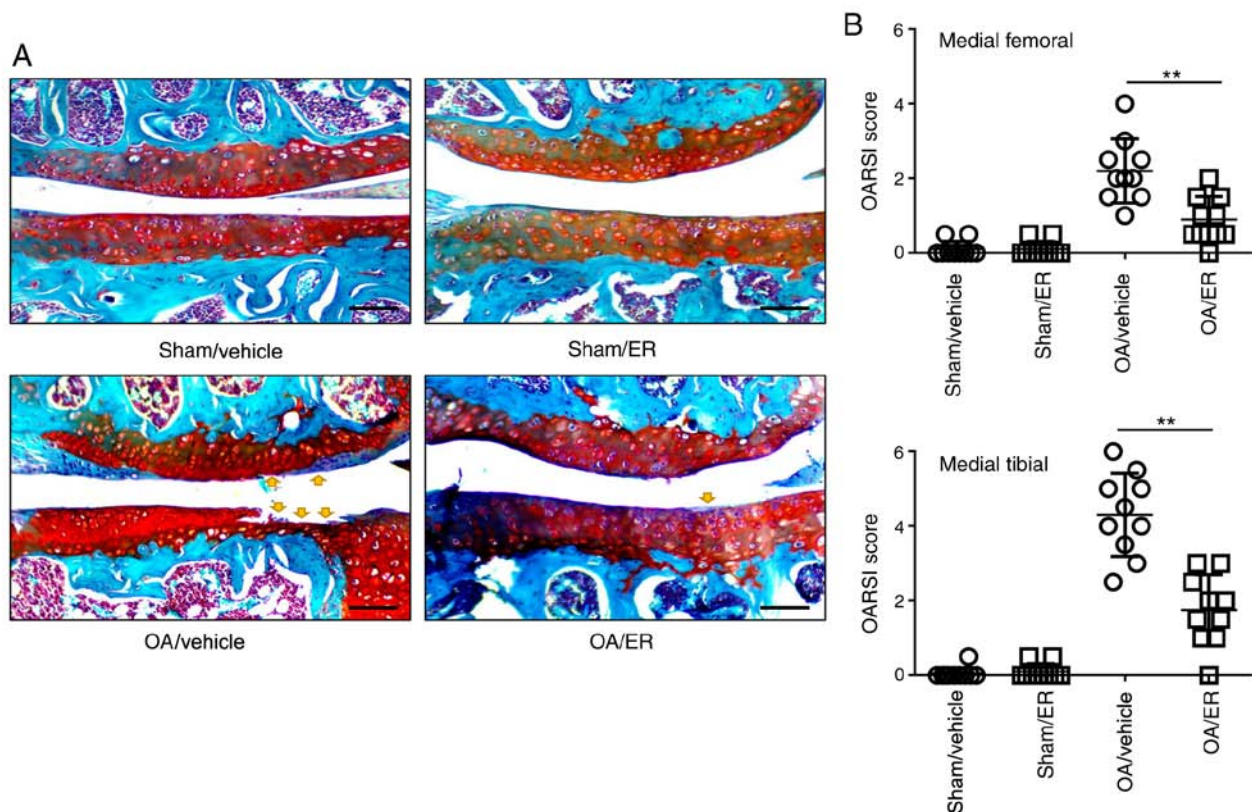 A
Sham/vehicle
Sham/ER
OA/vehicle
OA/ER
B
Medial femoral
OARSI score
6
4
2
0
**
Sham/vehicle
Sham/ER
OA/vehicle
OA/ER
Medial tibial
OARSI score
6
4
2
0
**
Sham/vehicle
Sham/ER
OA/vehicle
OA/ER